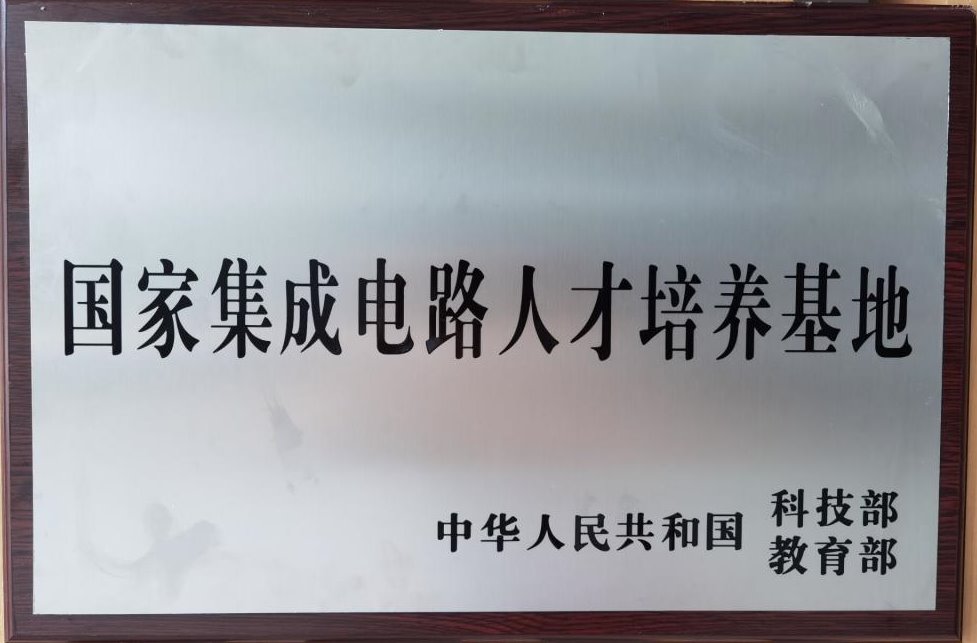 国家集成电路人才培养基地
中华人民共和国
科技部
教育部